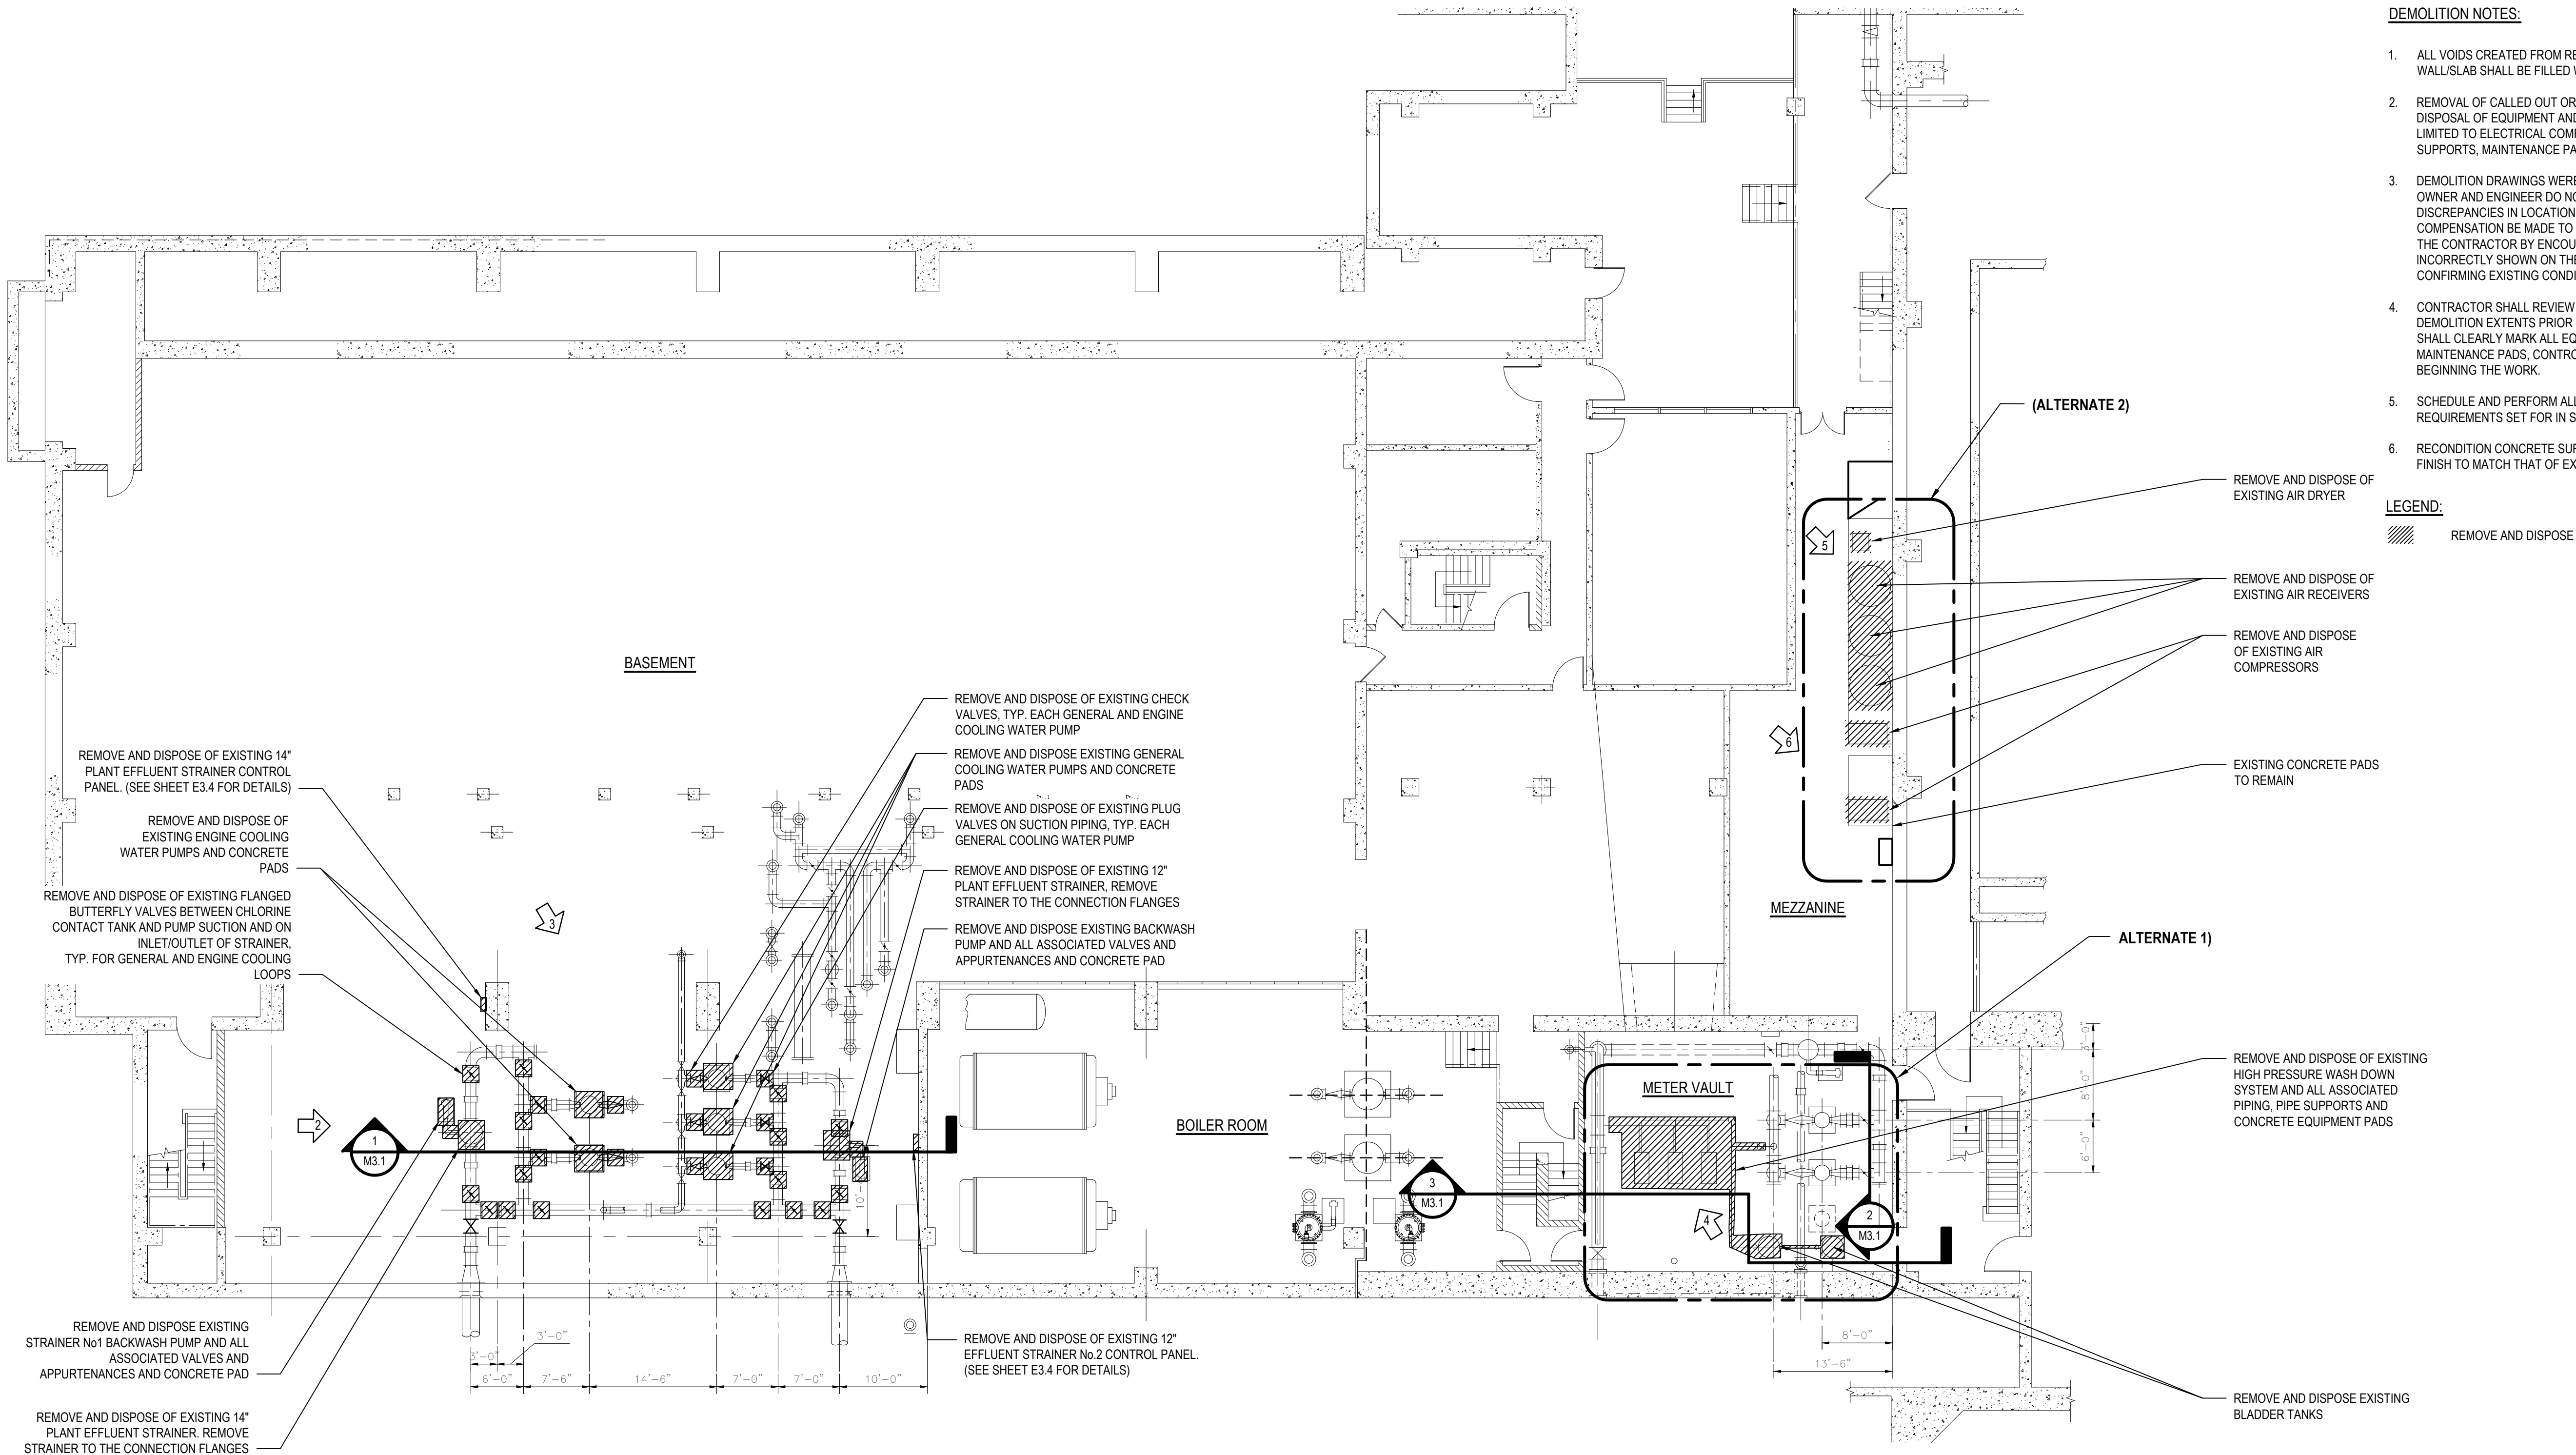 DEMOLITION NOTES:
1. ALL VOIDS CREATED FROM RE
WALL/SLAB SHALL BE FILLED
2. REMOVAL OF CALLED OUT OR
DISPOSAL OF EQUIPMENT AND
LIMITED TO ELECTRICAL COM
SUPPORTS, MAINTENANCE PA
3. DEMOLITION DRAWINGS WERE
OWNER AND ENGINEER DO NO
DISCREPANCIES IN LOCATION
COMPENSATION BE MADE TO
THE CONTRACTOR BY ENCOU
INCORRECTLY SHOWN ON THE
CONFIRMING EXISTING CONDI
4. CONTRACTOR SHALL REVIEW
DEMOLITION EXTENTS PRIOR
SHALL CLEARLY MARK ALL EQ
MAINTENANCE PADS, CONTRO
BEGINNING THE WORK.
5. SCHEDULE AND PERFORM ALL
REQUIREMENTS SET FOR IN S
6. RECONDITION CONCRETE SUR
FINISH TO MATCH THAT OF EX
LEGEND:
REMOVE AND DISPOSE
(ALTERNATE 2)
REMOVE AND DISPOSE OF
EXISTING AIR DRYER
5
REMOVE AND DISPOSE OF
EXISTING AIR RECEIVERS
REMOVE AND DISPOSE
OF EXISTING AIR
COMPRESSORS
6
EXISTING CONCRETE PADS
TO REMAIN
MEZZANINE
ALTERNATE 1)
BASEMENT
REMOVE AND DISPOSE OF EXISTING CHECK
VALVES, TYP. EACH GENERAL AND ENGINE
COOLING WATER PUMP
REMOVE AND DISPOSE EXISTING GENERAL
COOLING WATER PUMPS AND CONCRETE
PADS
REMOVE AND DISPOSE OF EXISTING PLUG
VALVES ON SUCTION PIPING, TYP. EACH
GENERAL COOLING WATER PUMP
REMOVE AND DISPOSE OF EXISTING 12"
PLANT EFFLUENT STRAINER, REMOVE
STRAINER TO THE CONNECTION FLANGES
REMOVE AND DISPOSE EXISTING BACKWASH
PUMP AND ALL ASSOCIATED VALVES AND
APPURTENANCES AND CONCRETE PAD
REMOVE AND DISPOSE OF EXISTING 14"
PLANT EFFLUENT STRAINER CONTROL
PANEL. (SEE SHEET E3.4 FOR DETAILS)
REMOVE AND DISPOSE OF
EXISTING ENGINE COOLING
WATER PUMPS AND CONCRETE
PADS
REMOVE AND DISPOSE OF EXISTING FLANGED
BUTTERFLY VALVES BETWEEN CHLORINE
CONTACT TANK AND PUMP SUCTION AND ON
INLET/OUTLET OF STRAINER,
TYP. FOR GENERAL AND ENGINE COOLING
LOOPS
3
2
1
M3.1
BOILER ROOM
METER VAULT
3
M3.1
4
2
M3.1
8'-0"
6'-0"
REMOVE AND DISPOSE OF EXISTING
HIGH PRESSURE WASH DOWN
SYSTEM AND ALL ASSOCIATED
PIPING, PIPE SUPPORTS AND
CONCRETE EQUIPMENT PADS
REMOVE AND DISPOSE EXISTING
STRAINER No1 BACKWASH PUMP AND ALL
ASSOCIATED VALVES AND
APPURTENANCES AND CONCRETE PAD
REMOVE AND DISPOSE OF EXISTING 14"
PLANT EFFLUENT STRAINER. REMOVE
STRAINER TO THE CONNECTION FLANGES
3'-0"
3'-0"
6'-0"
7'-6"
14'-6"
7'-0"
7'-0"
10'-0"
REMOVE AND DISPOSE OF EXISTING 12"
EFFLUENT STRAINER No.2 CONTROL PANEL.
(SEE SHEET E3.4 FOR DETAILS)
8'-0"
13'-6"
REMOVE AND DISPOSE EXISTING
BLADDER TANKS